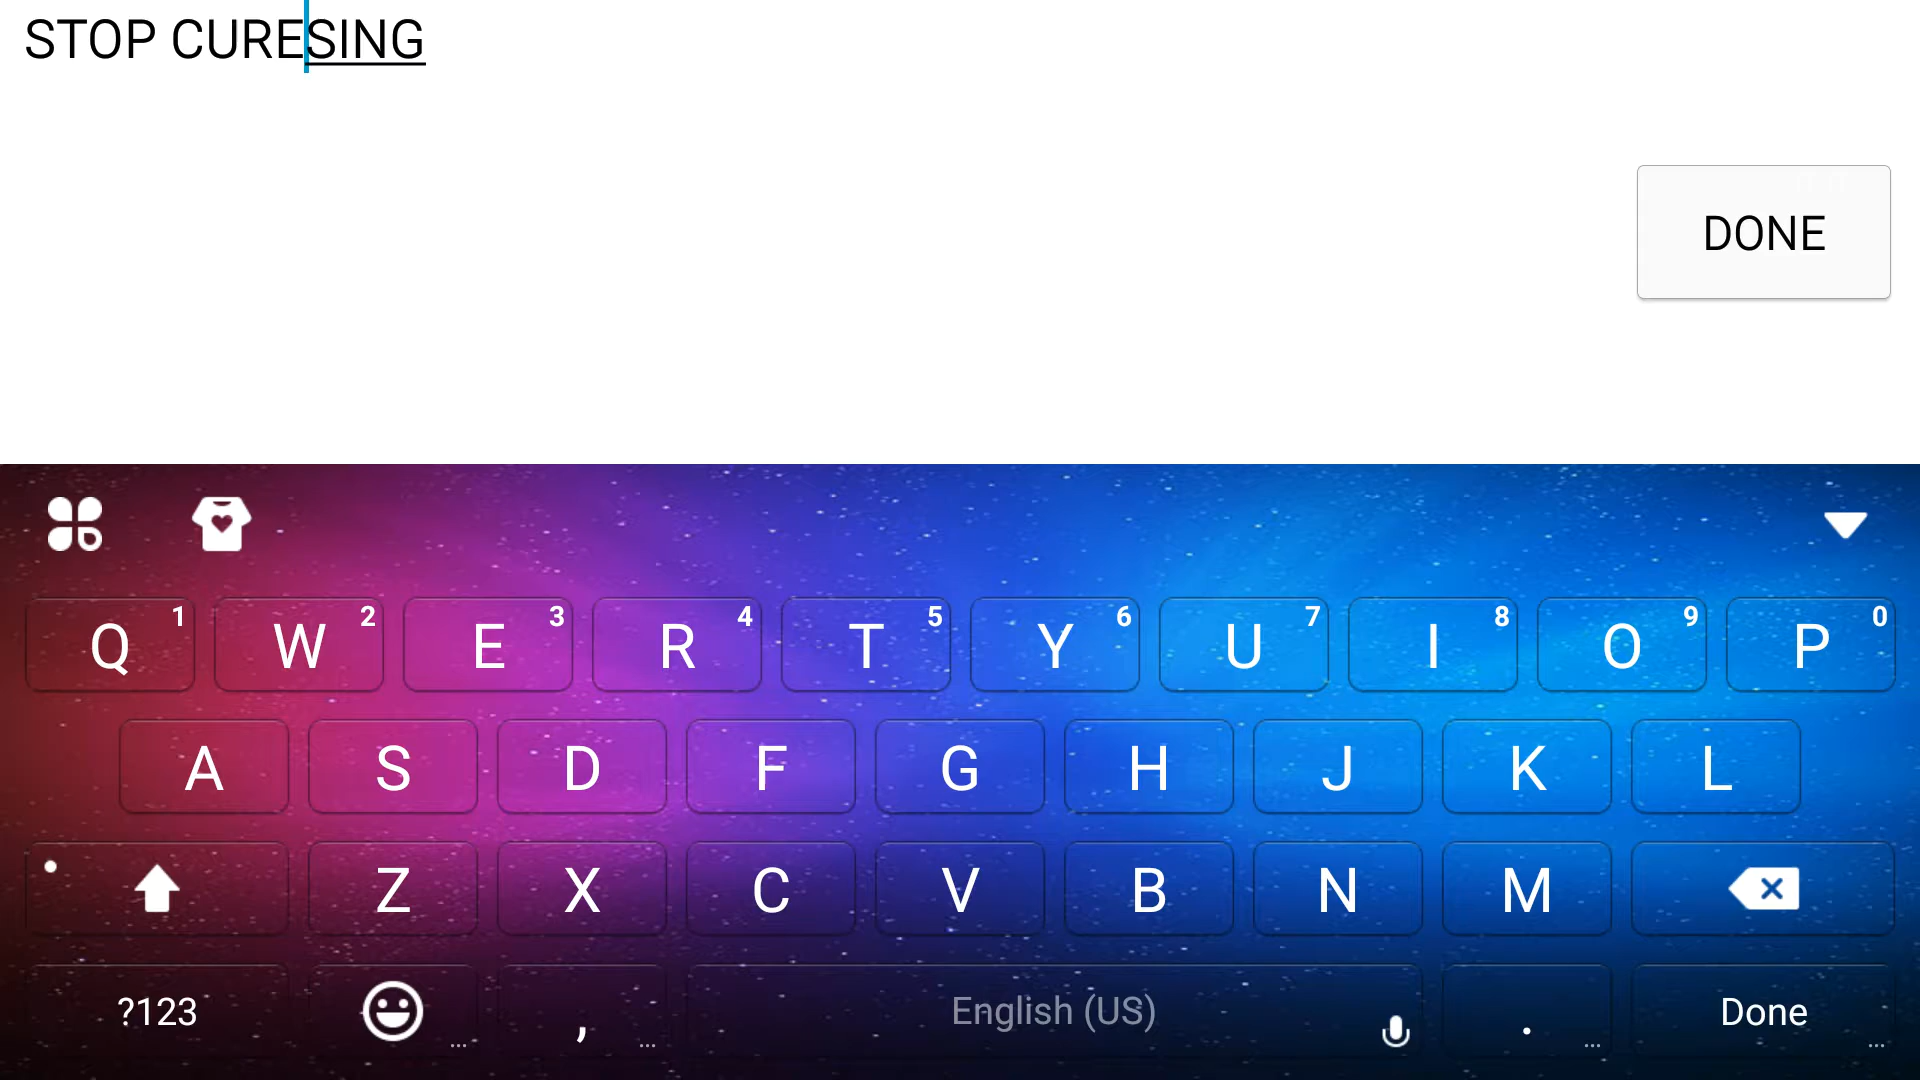 STOP CURESING
DONE
Q 1 W 2 E 3 R 4 T 5 Y 6 U 7 I 8 O 9 P 0
A S D F G H J K L
Z X C V B N M
?123 , English (US) . Done